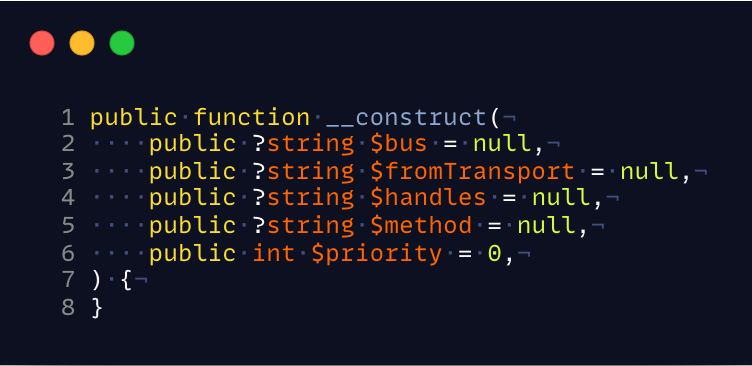 1 public function __construct(¬
2 ····public ?string $bus = null,¬
3 ····public ?string $fromTransport = null,¬
4 ····public ?string $handles = null,¬
5 ····public ?string $method = null,¬
6 ····public int $priority = 0,¬
7 ) {¬
8 }